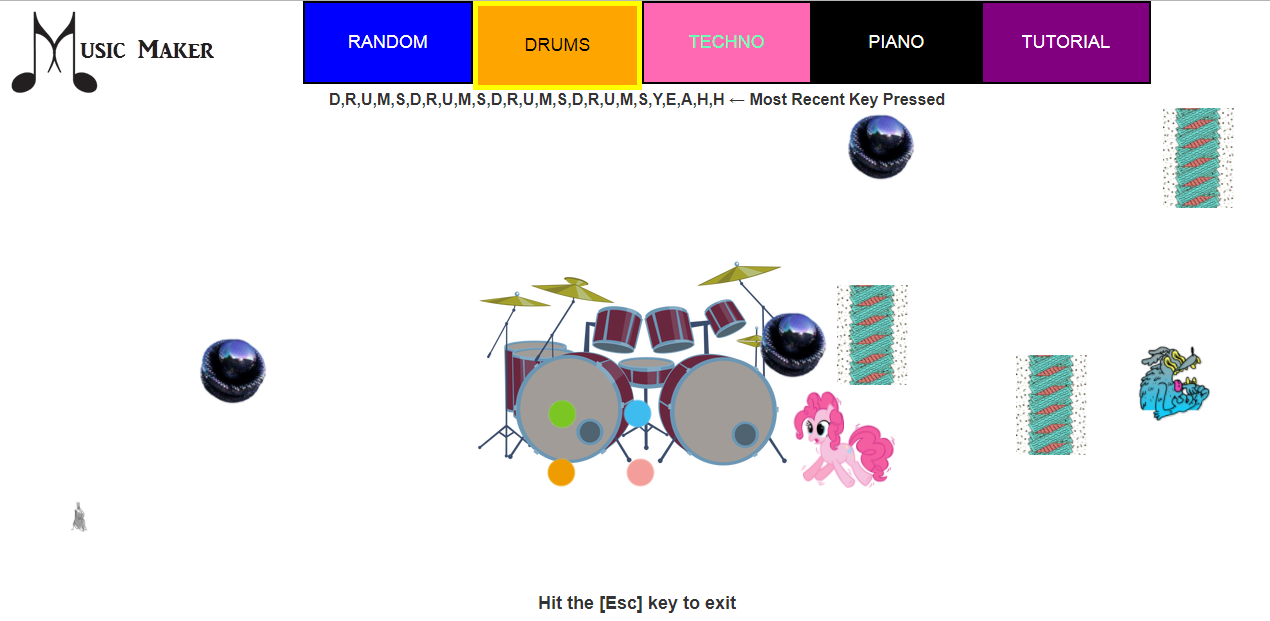 Music Maker
RANDOM
DRUMS
TECHNO
PIANO
TUTORIAL
D,R,U,M,S,D,R,U,M,S,D,R,U,M,S,D,R,U,M,S,Y,E,A,H,H ← Most Recent Key Pressed
Hit the [Esc] key to exit